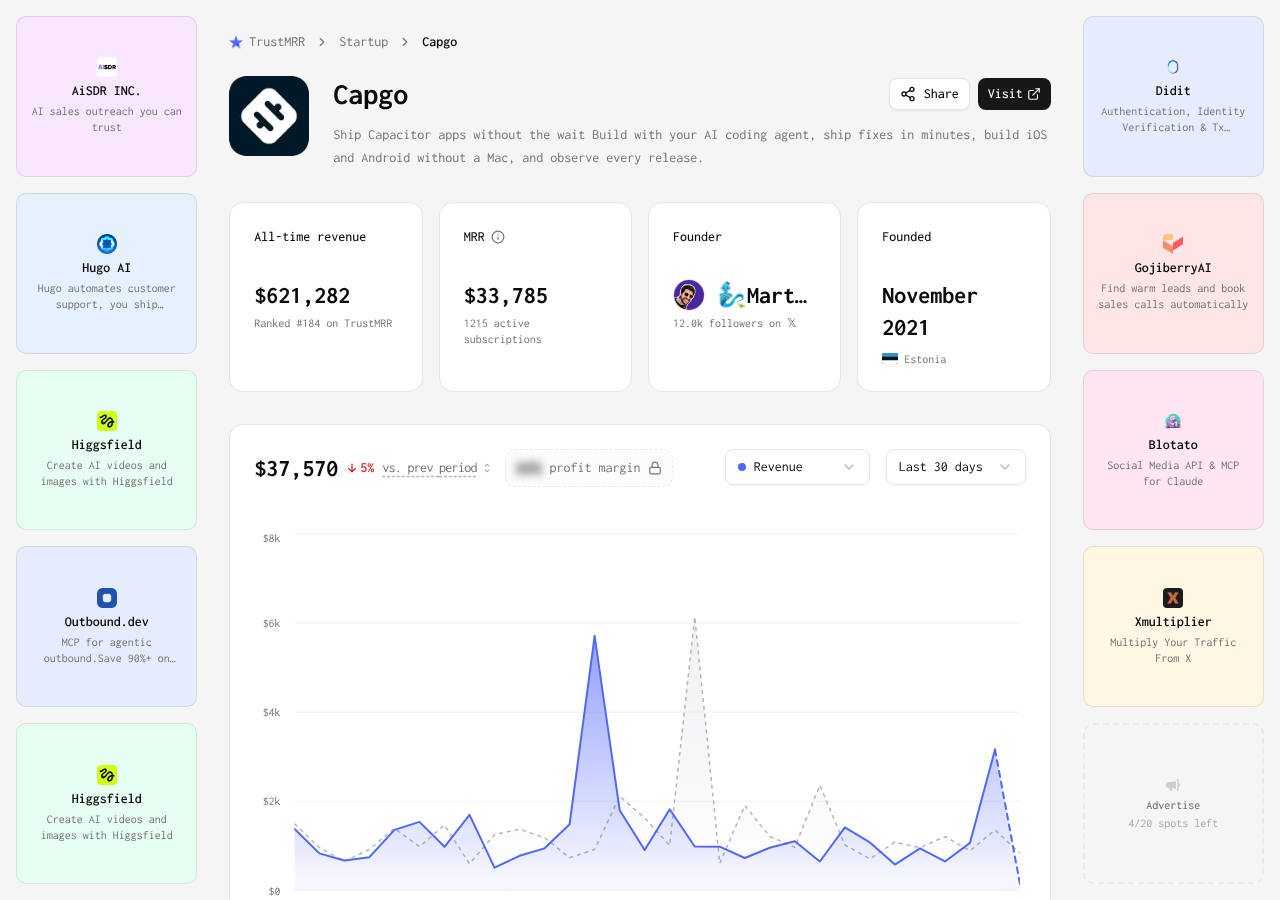 AiSDR
AiSDR INC.
AI sales outreach you can
trust
Hugo AI
Hugo automates customer
support, you ship…
Higgsfield
Create AI videos and
images with Higgsfield
Outbound.dev
MCP for agentic
outbound.Save 90%+ on…
Higgsfield
Create AI videos and
images with Higgsfield
TrustMRR > Startup > Capgo
Capgo
Share
Visit
Ship Capacitor apps without the wait Build with your AI coding agent, ship fixes in minutes, build iOS
and Android without a Mac, and observe every release.
All-time revenue
$621,282
Ranked #184 on TrustMRR
MRR
$33,785
1215 active
subscriptions
Founder
🧞Mart…
12.0k followers on 𝕏
Founded
November
2021
Estonia
$37,570 ↓ 5% vs. prev period
profit margin
Revenue
Last 30 days
$8k
$6k
$4k
$2k
$0
Didit
Authentication, Identity
Verification & Tx…
GojiberryAI
Find warm leads and book
sales calls automatically
Blotato
Social Media API & MCP
for Claude
X
Xmultiplier
Multiply Your Traffic
From X
Advertise
4/20 spots left